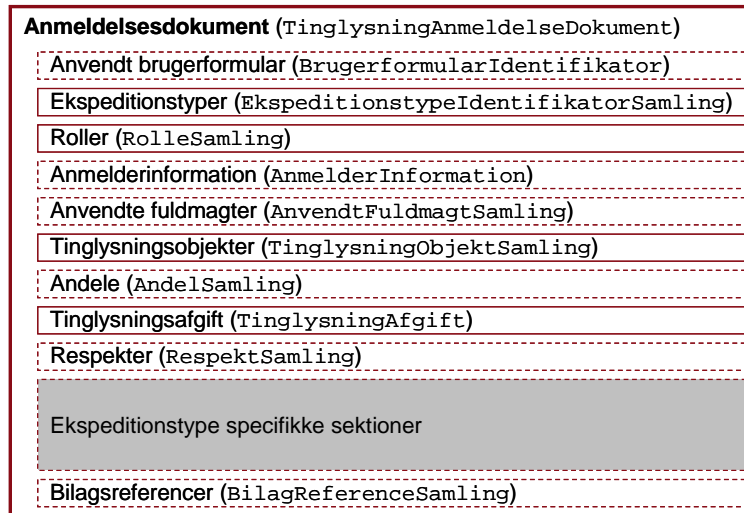 Anmeldelsesdokument (TinglysningAnmeldelseDokument)
Anvendt brugerformular (BrugerformularIdentifikator)
Ekspeditionstyper (EkspeditionstypeIdentifikatorSamling)
Roller (RolleSamling)
Anmelderinformation (AnmelderInformation)
Anvendte fuldmagter (AnvendtFuldmagtSamling)
Tinglysningsobjekter (TinglysningObjektSamling)
Andele (AndelSamling)
Tinglysningsafgift (TinglysningAfgift)
Respekter (RespektSamling)
Ekspeditionstype specifikke sektioner
Bilagsreferencer (BilagReferenceSamling)